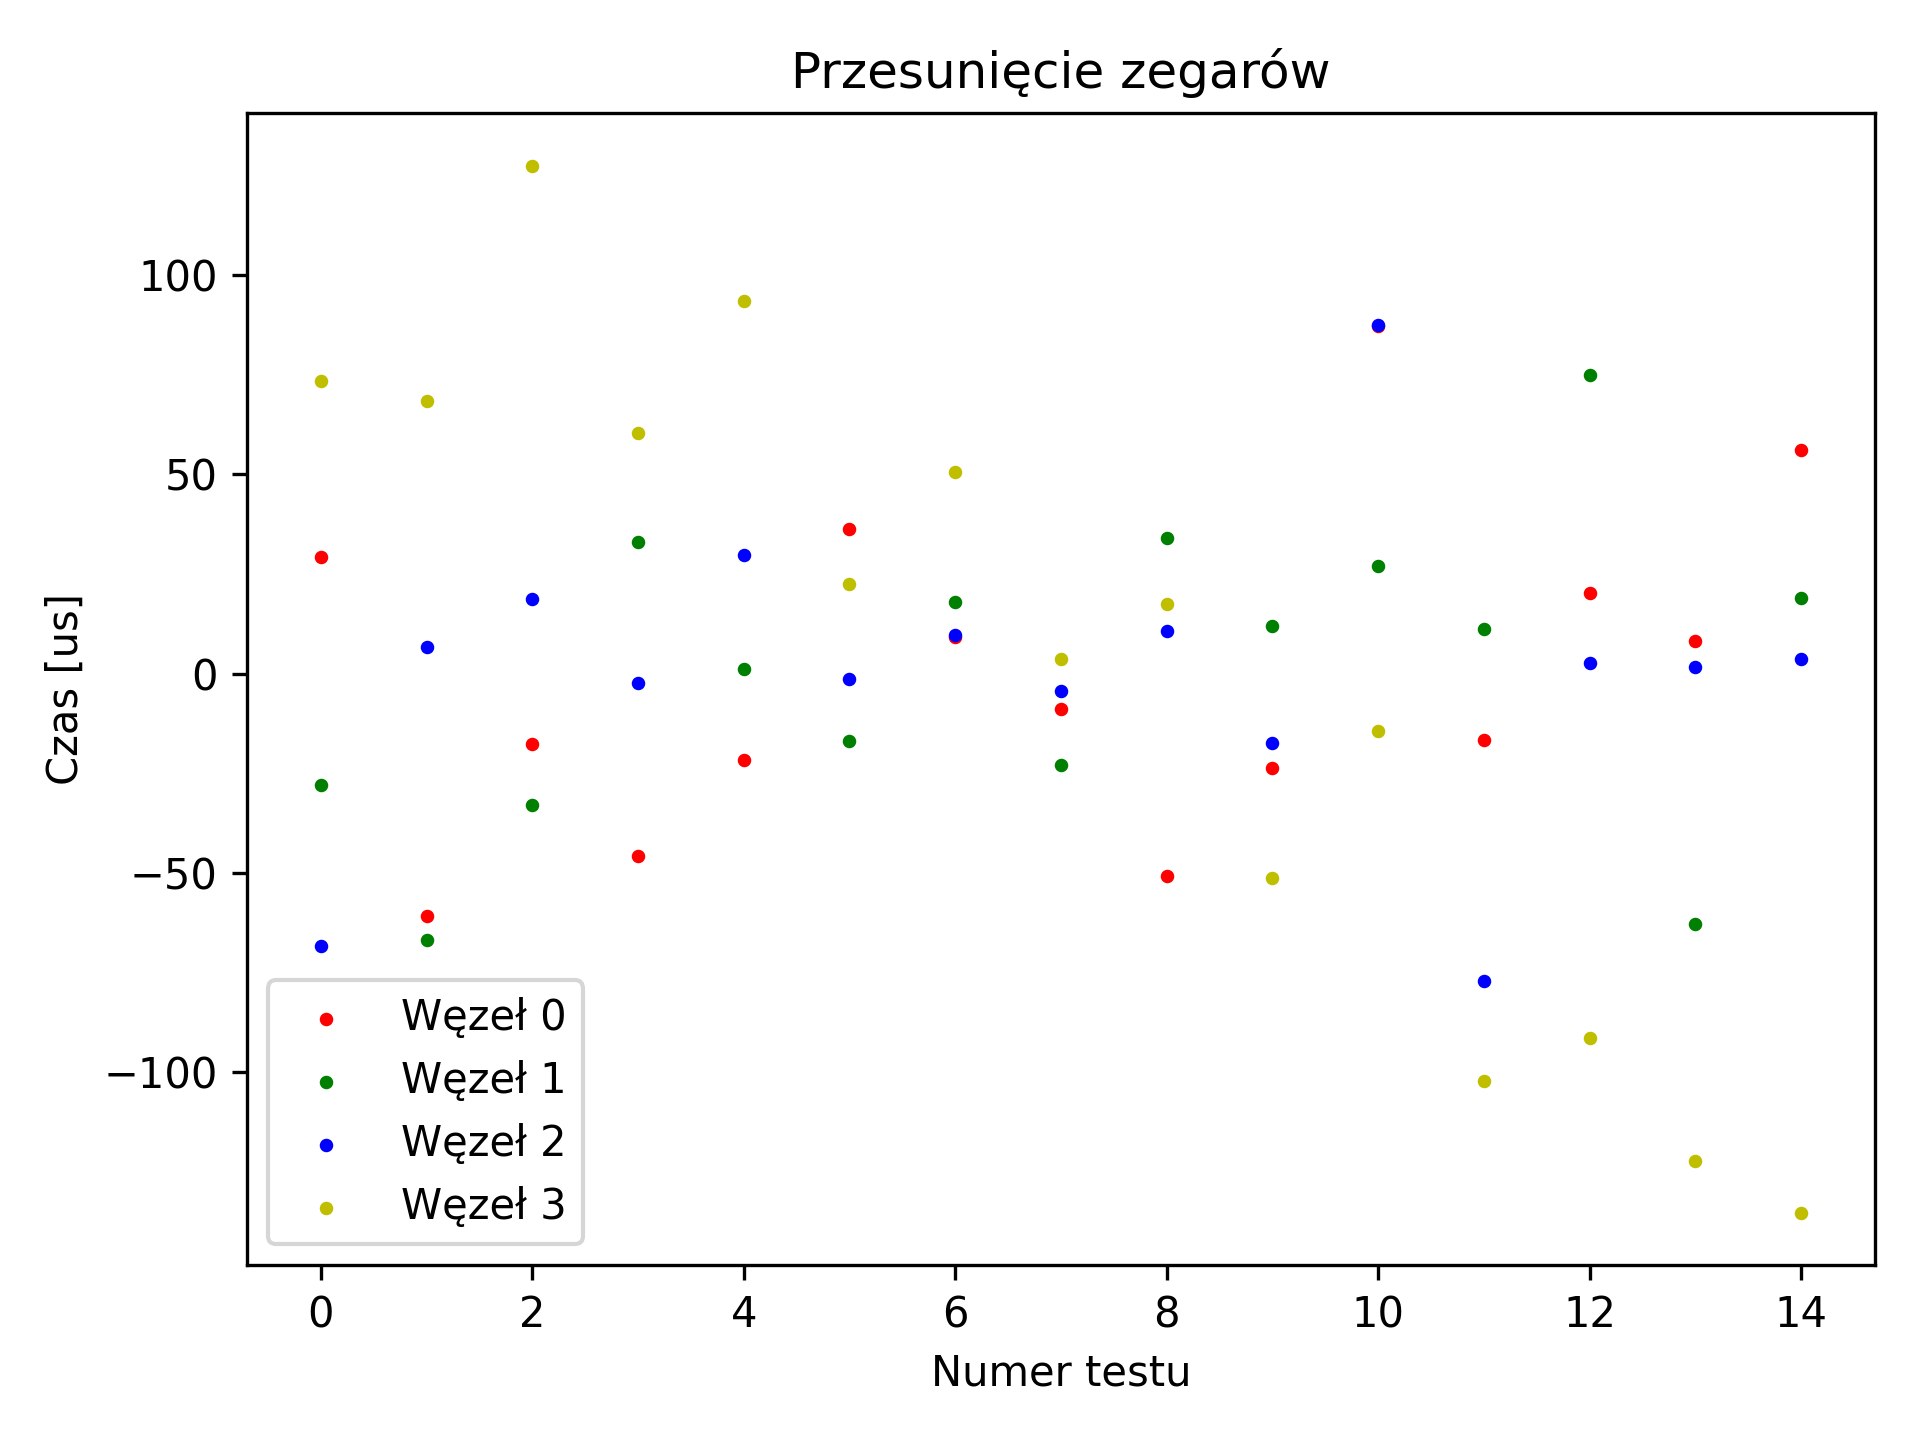 Przesunięcie zegarów
100
50
0
−50
−100
Czas [us]
Węzeł 0
Węzeł 1
Węzeł 2
Węzeł 3
0 2 4 6 8 10 12 14
Numer testu